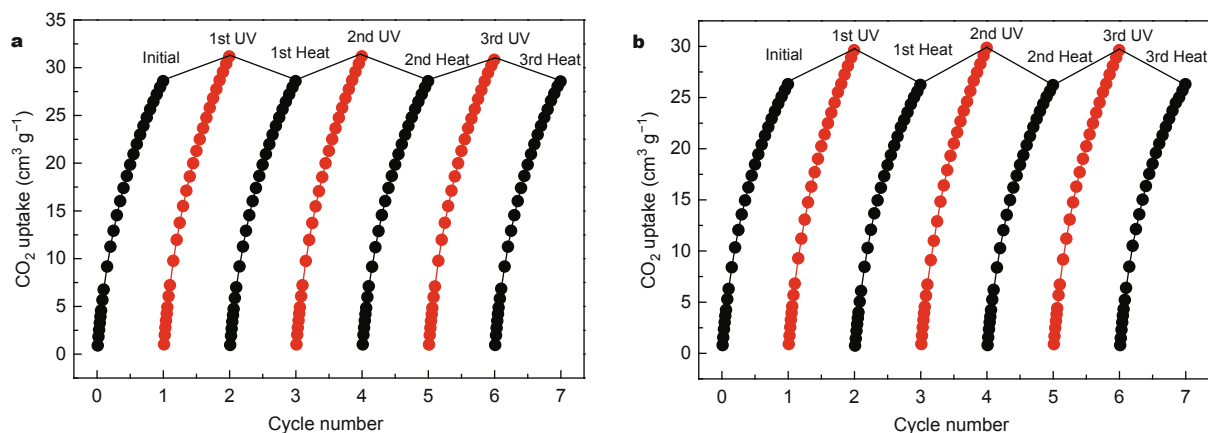 a
CO₂ uptake (cm³ g⁻¹)
35
30
25
20
15
10
5
0
Initial
1st UV
1st Heat
2nd UV
2nd Heat
3rd UV
3rd Heat
0 1 2 3 4 5 6 7
Cycle number
b
CO₂ uptake (cm³ g⁻¹)
30
25
20
15
10
5
0
Initial
1st UV
1st Heat
2nd UV
2nd Heat
3rd UV
3rd Heat
0 1 2 3 4 5 6 7
Cycle number